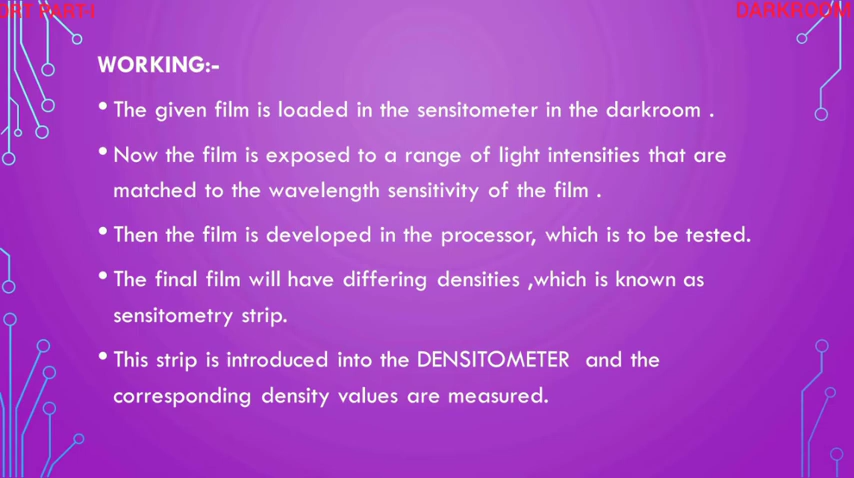 ORT PART-I
DARKROOM
WORKING:-
• The given film is loaded in the sensitometer in the darkroom .
• Now the film is exposed to a range of light intensities that are
matched to the wavelength sensitivity of the film .
• Then the film is developed in the processor, which is to be tested.
• The final film will have differing densities ,which is known as
sensitometry strip.
• This strip is introduced into the DENSITOMETER and the
corresponding density values are measured.